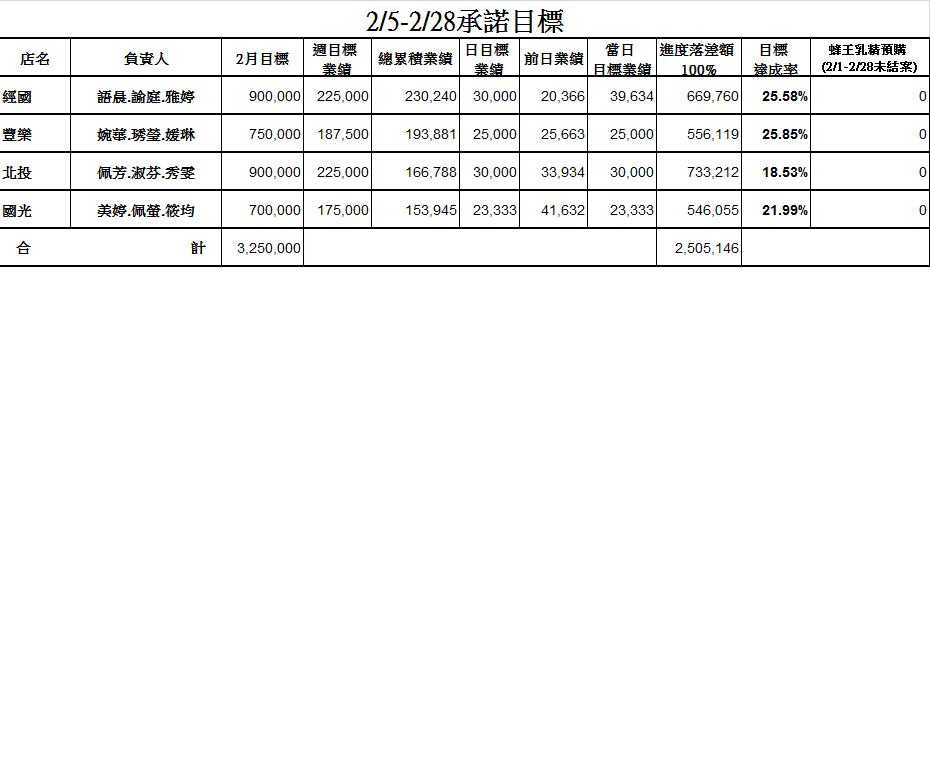 2/5-2/28承諾目標
店名 負責人 2月目標 週目標業績 總累積業績 日目標業績 前日業績 當日目標業績 進度落差額100% 目標達成率 蜂王乳精預購(2/1-2/28未結案)
經國 語晨.諭庭.雅婷 900,000 225,000 230,240 30,000 20,366 39,634 669,760 25.58% 0
豐樂 婉華.琇瑩.媛琳 750,000 187,500 193,881 25,000 25,663 25,000 556,119 25.85% 0
北投 佩芳.淑芬.秀雯 900,000 225,000 166,788 30,000 33,934 30,000 733,212 18.53% 0
國光 美婷.佩螢.筱均 700,000 175,000 153,945 23,333 41,632 23,333 546,055 21.99% 0
合 計 3,250,000 2,505,146